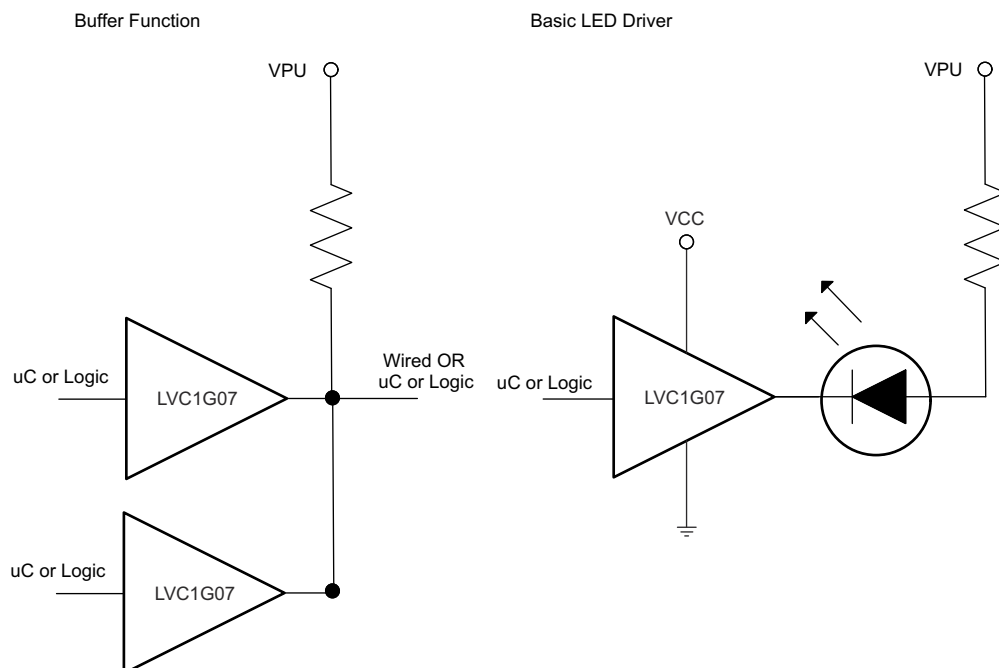 Buffer Function
VPU
uC or Logic
LVC1G07
Wired OR
uC or Logic
uC or Logic
LVC1G07
Basic LED Driver
VPU
VCC
uC or Logic
LVC1G07